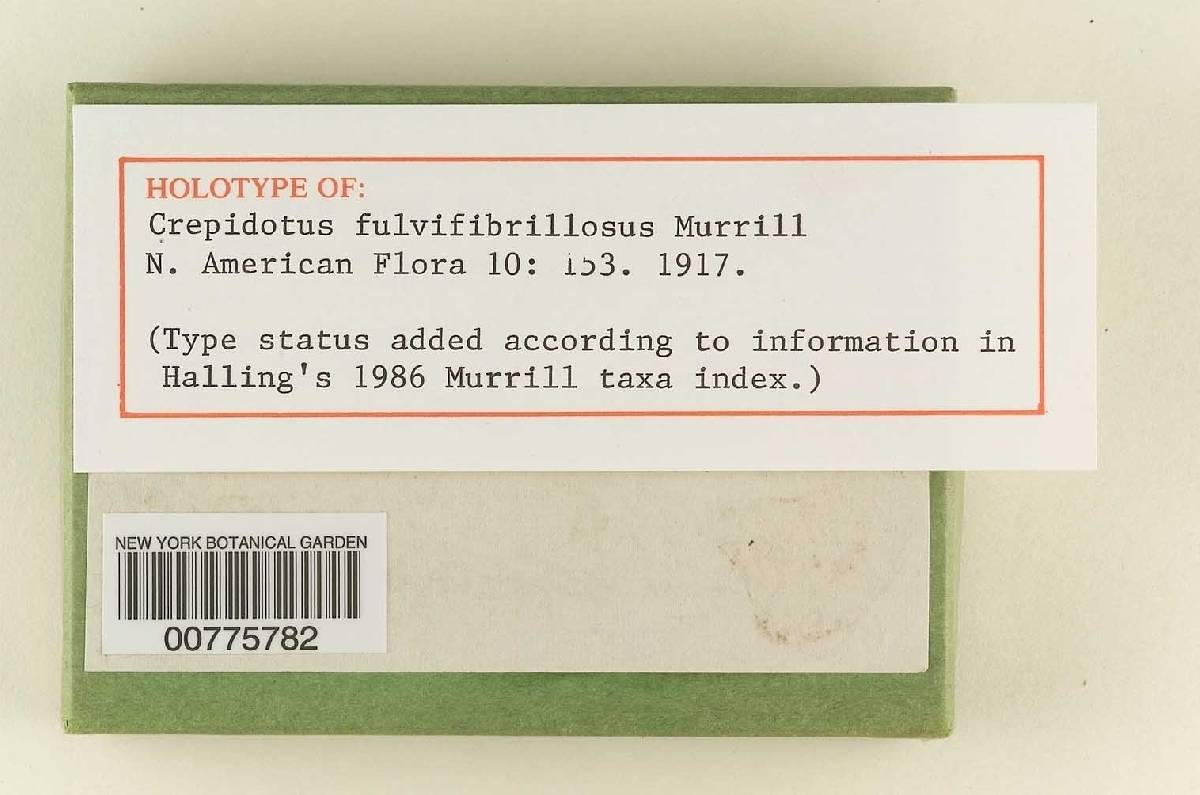 HOLOTYPE OF:
Crepidotus fulvifibrillosus Murrill
N. American Flora 10: 153. 1917.
(Type status added according to information in
Halling's 1986 Murrill taxa index.)
NEW YORK BOTANICAL GARDEN
00775782